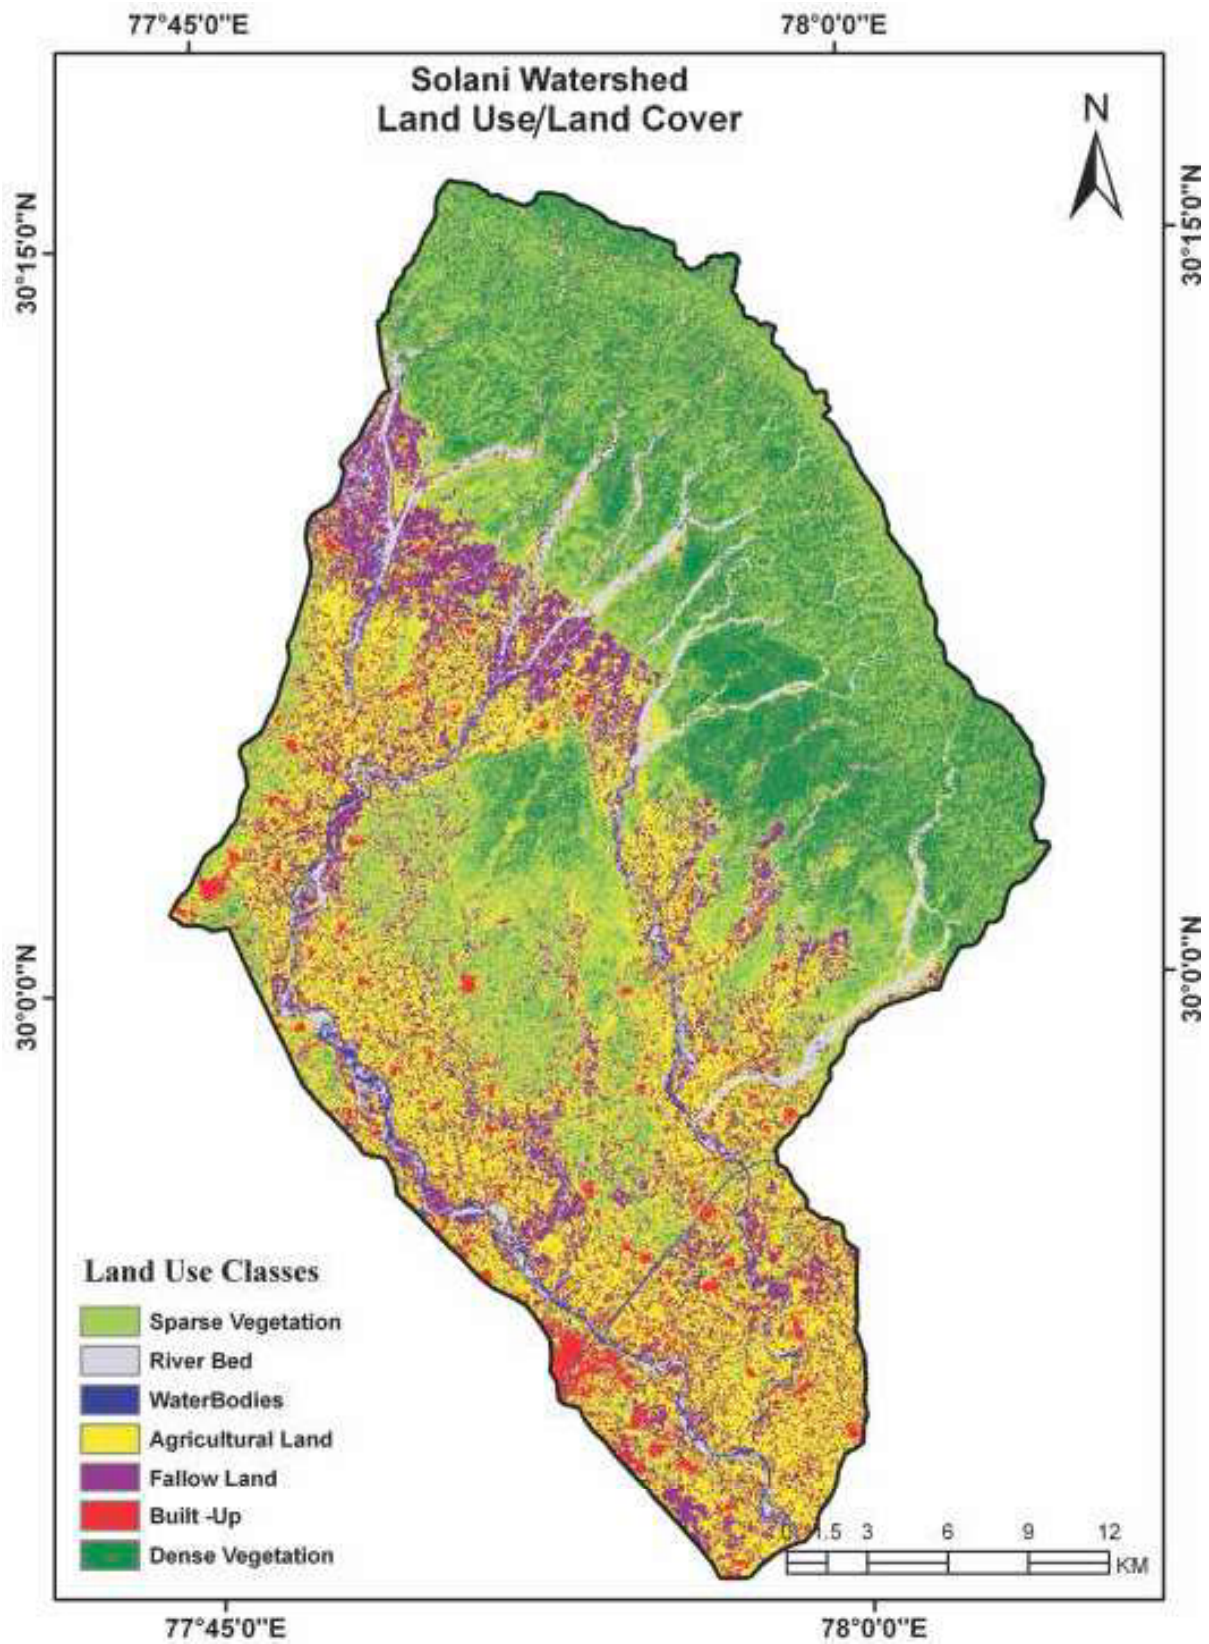 77°45'0"E
78°0'0"E
Solani Watershed
Land Use/Land Cover
N
30°15'0"N
30°15'0"N
30°0'0"N
30°0'0"N
Land Use Classes
Sparse Vegetation
River Bed
WaterBodies
Agricultural Land
Fallow Land
Built -Up
Dense Vegetation
0 1.5 3 6 9 12
KM
77°45'0"E
78°0'0"E